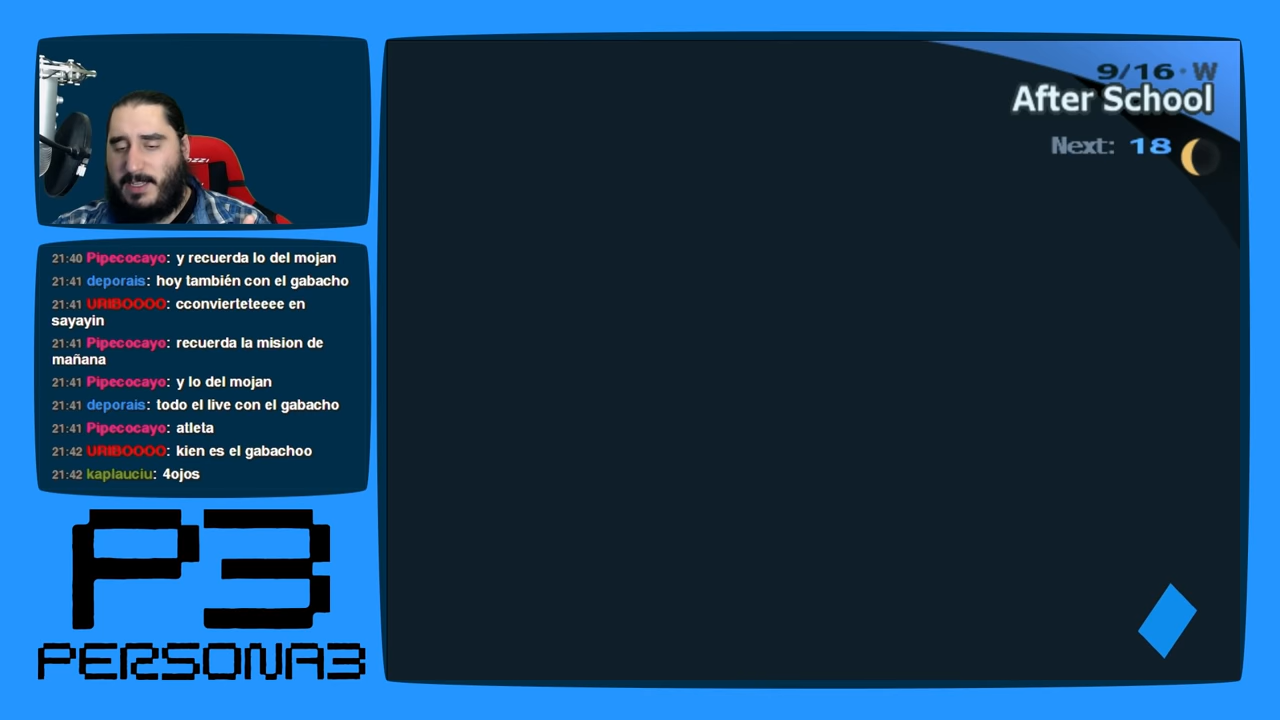 9/16 · W
After School
Next: 18
21:40 Pipecocayo: y recuerda lo del mojan
21:41 deporais: hoy también con el gabacho
21:41 URIBOOOO: cconvierteteeee en
sayayin
21:41 Pipecocayo: recuerda la mision de
mañana
21:41 Pipecocayo: y lo del mojan
21:41 deporais: todo el live con el gabacho
21:41 Pipecocayo: atleta
21:42 URIBOOOO: kien es el gabachoo
21:42 kaplauciu: 4ojos
P3
PERSONA3